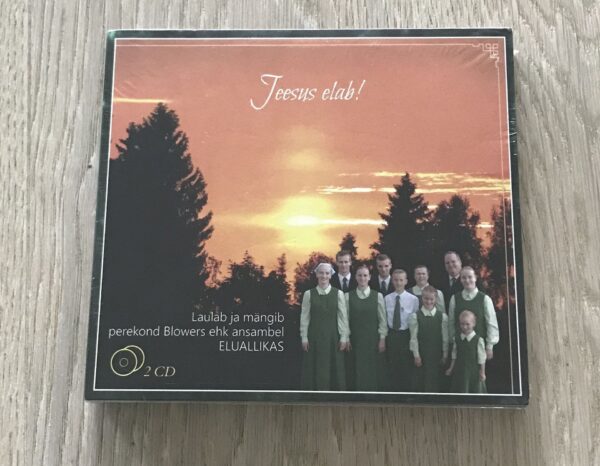 Jeesus elab!
Laulab ja mängib
perekond Blowers ehk ansambel
ELUALLIKAS
2 CD